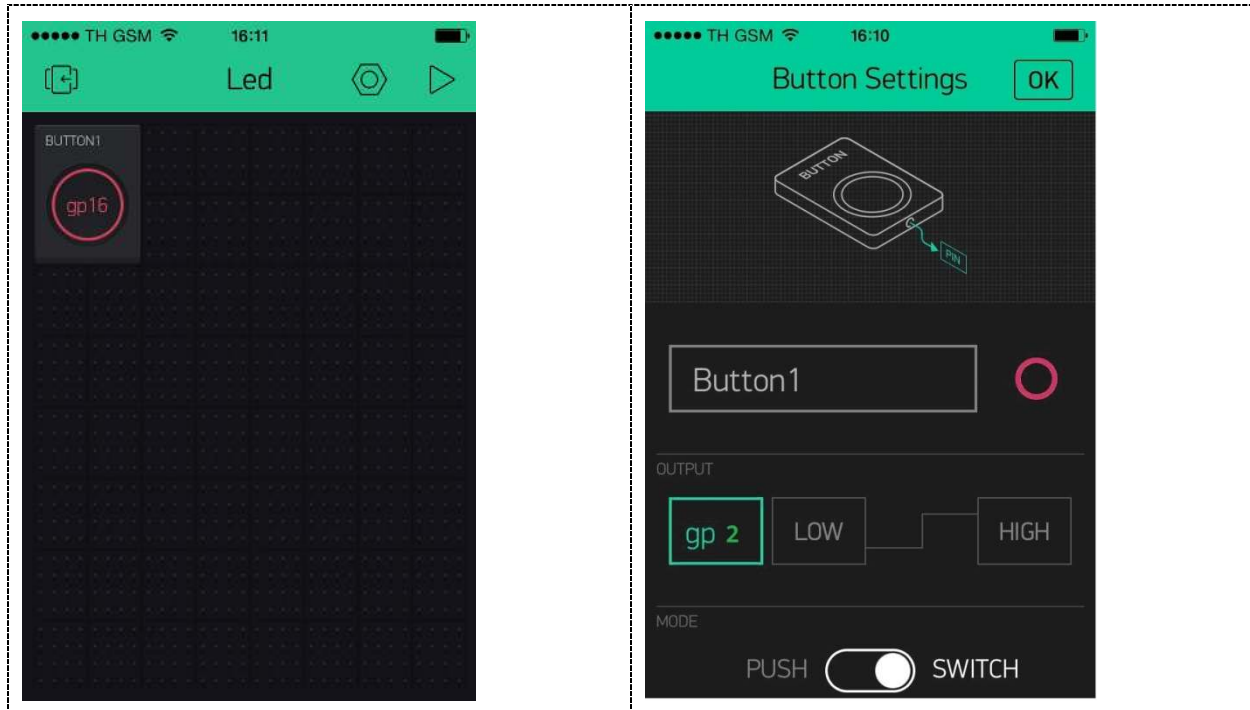 TH GSM 16:11
Led
BUTTON1
gp16
TH GSM 16:10
Button Settings OK
BUTTON
PIN
Button1
OUTPUT
gp 2 LOW HIGH
MODE
PUSH SWITCH